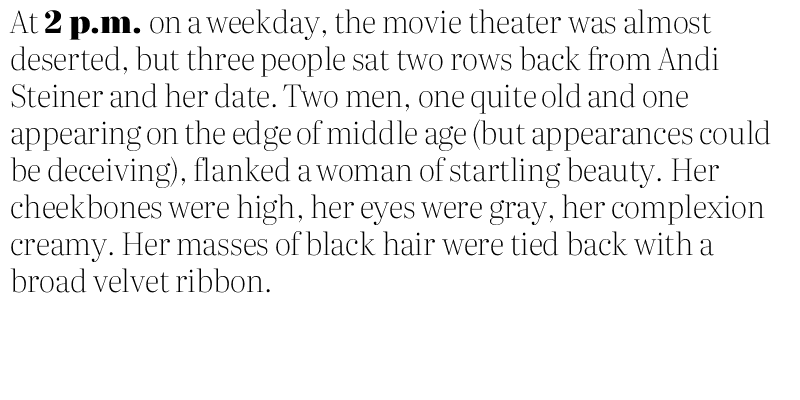 At 2 p.m. on a weekday, the movie theater was almost
deserted, but three people sat two rows back from Andi
Steiner and her date. Two men, one quite old and one
appearing on the edge of middle age (but appearances could
be deceiving), flanked a woman of startling beauty. Her
cheekbones were high, her eyes were gray, her complexion
creamy. Her masses of black hair were tied back with a
broad velvet ribbon.